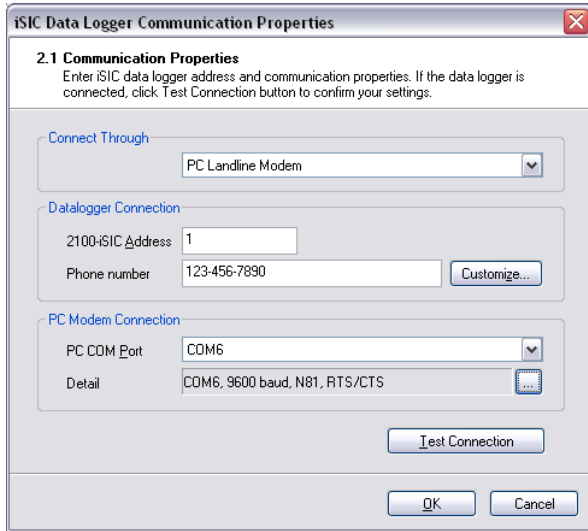 iSIC Data Logger Communication Properties
2.1 Communication Properties
Enter iSIC data logger address and communication properties. If the data logger is
connected, click Test Connection button to confirm your settings.
Connect Through
PC Landline Modem
Datalogger Connection
2100-iSIC Address 1
Phone number 123-456-7890 Customize...
PC Modem Connection
PC COM Port COM6
Detail COM6, 9600 baud, N81, RTS/CTS ...
Test Connection
OK Cancel